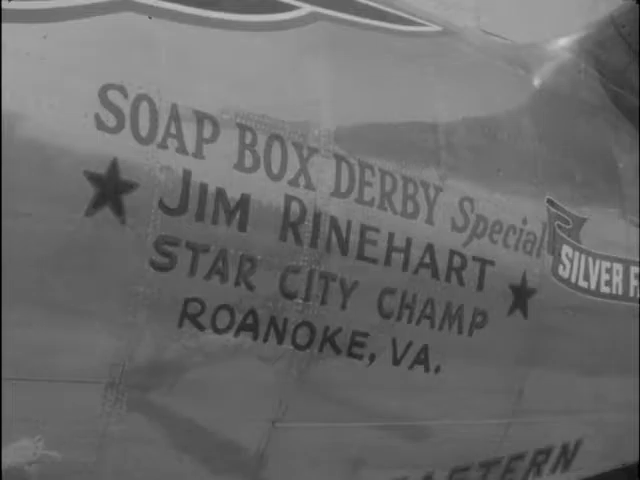 SOAP BOX DERBY Special
JIM RINEHART
STAR CITY CHAMP
ROANOKE, VA.
SILVER